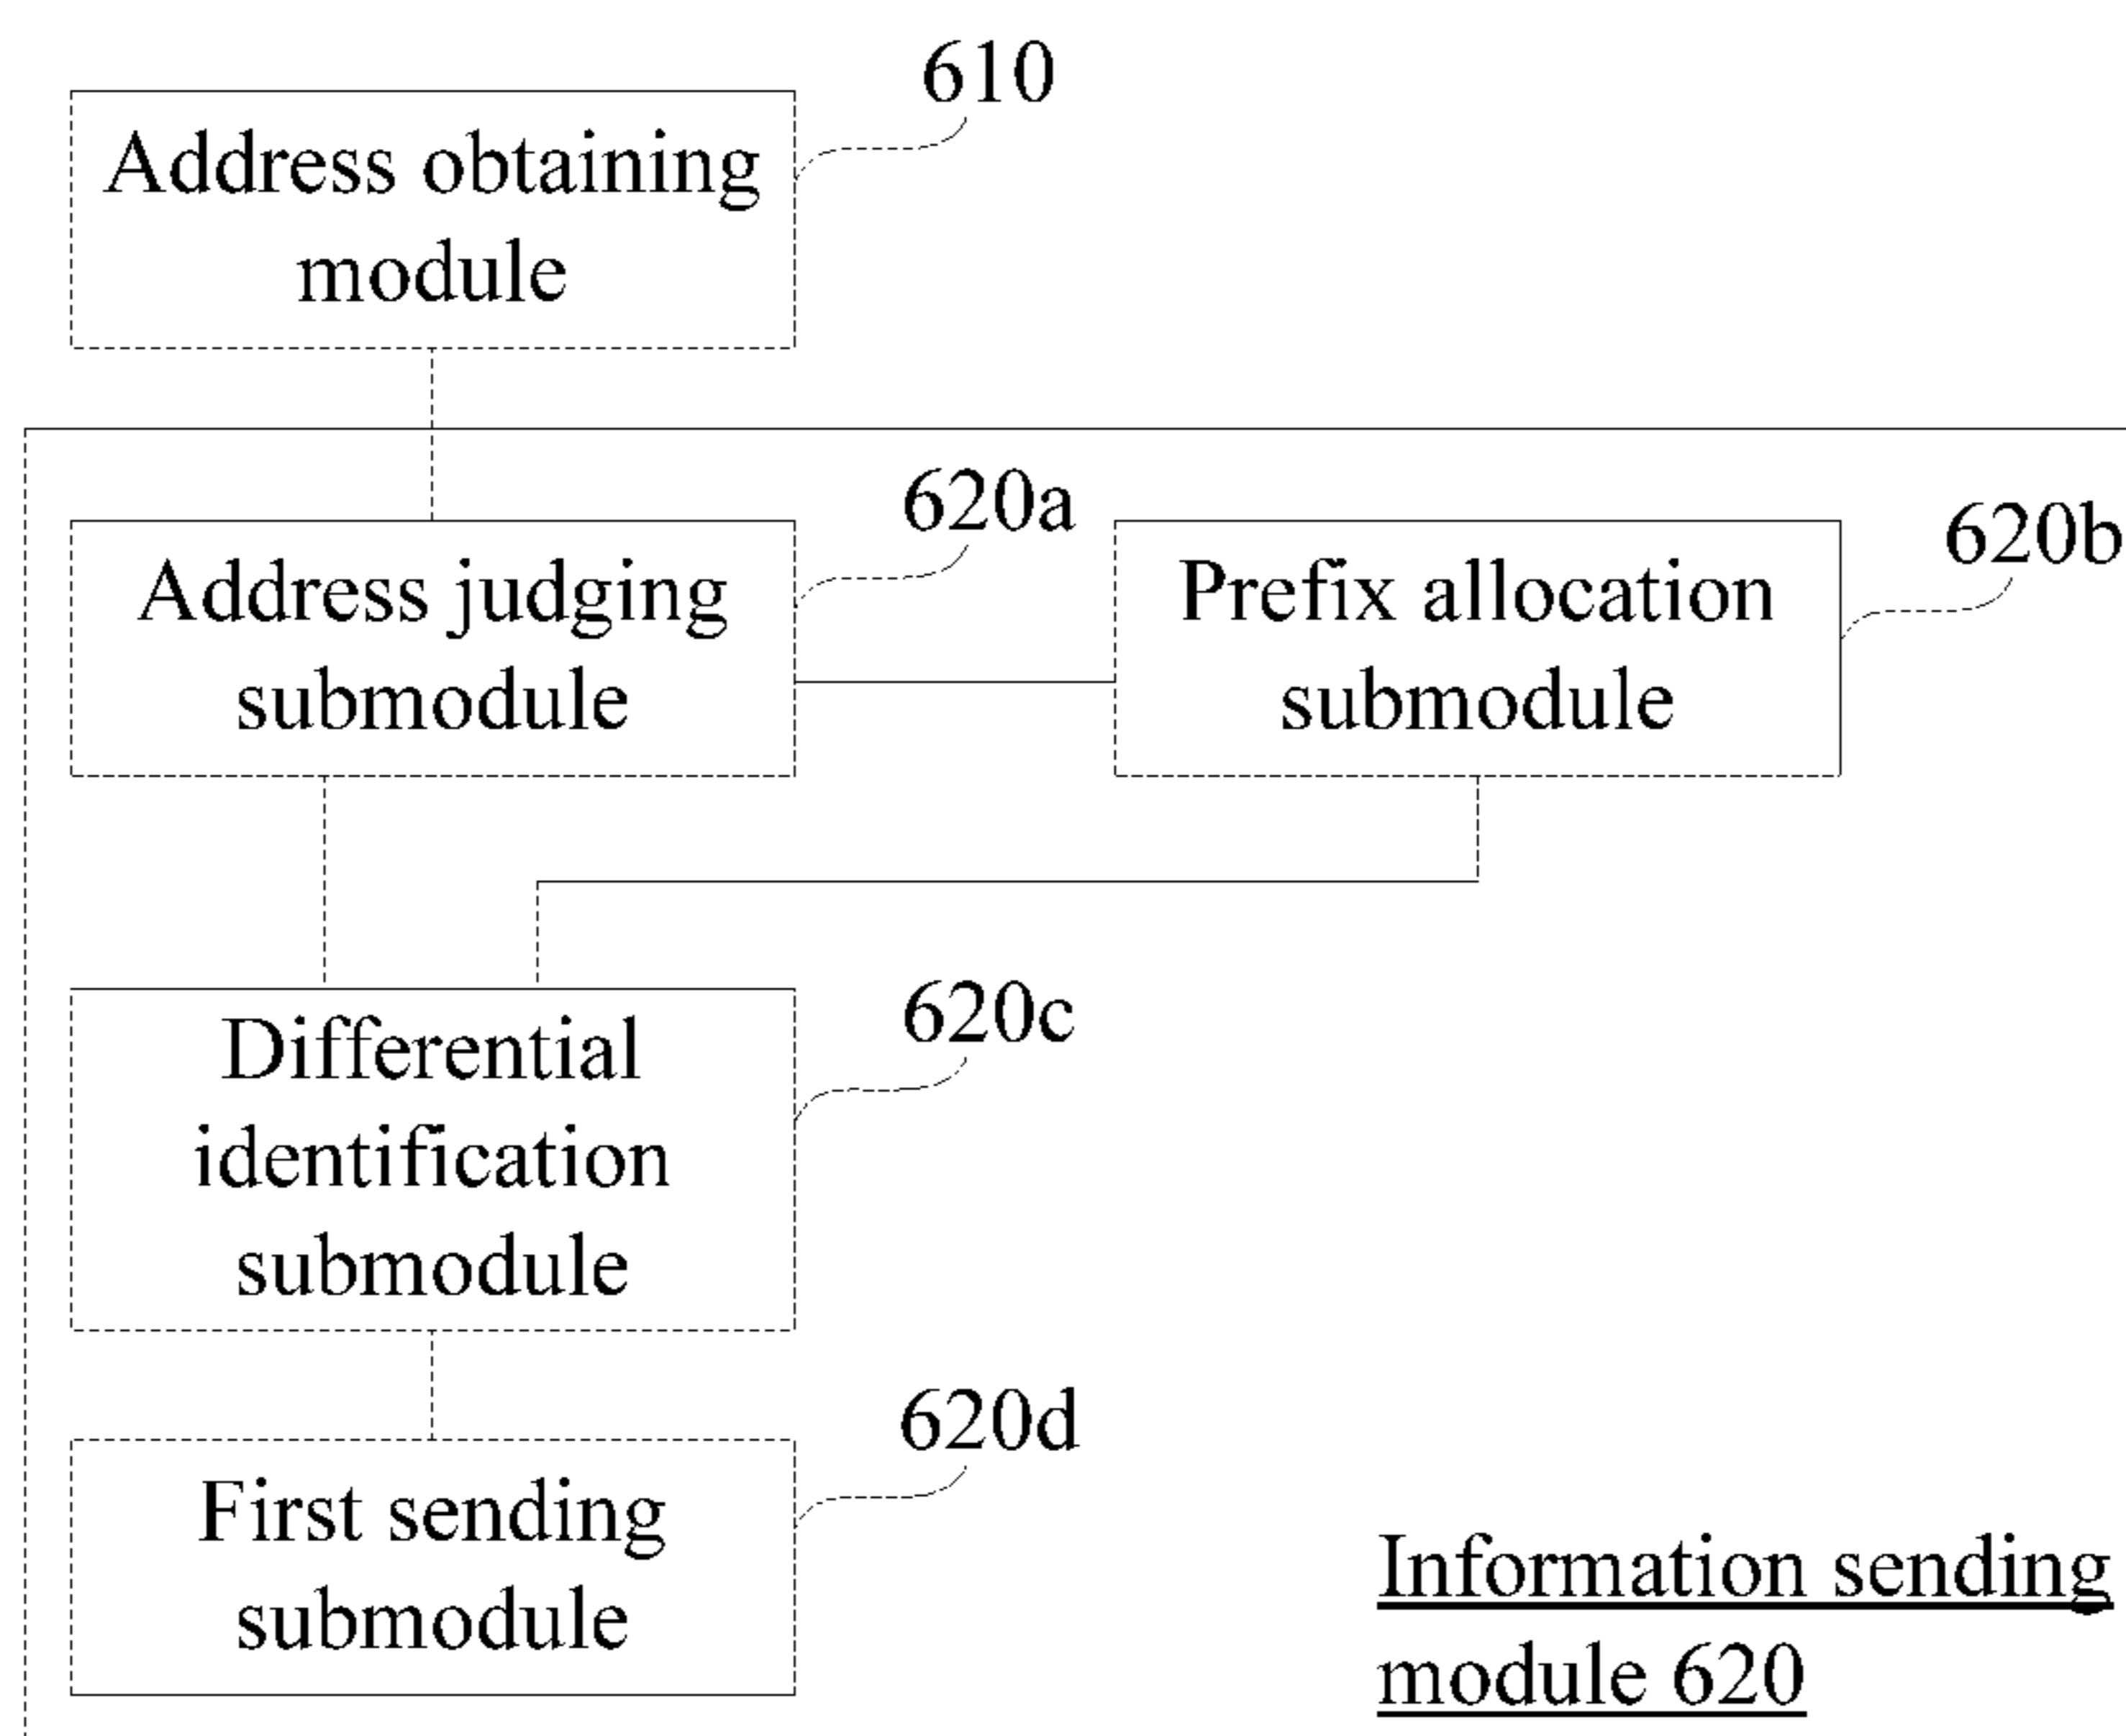 610
Address obtaining
module
620a
Address judging
submodule
620b
Prefix allocation
submodule
620c
Differential
identification
submodule
620d
First sending
submodule
Information sending
module 620